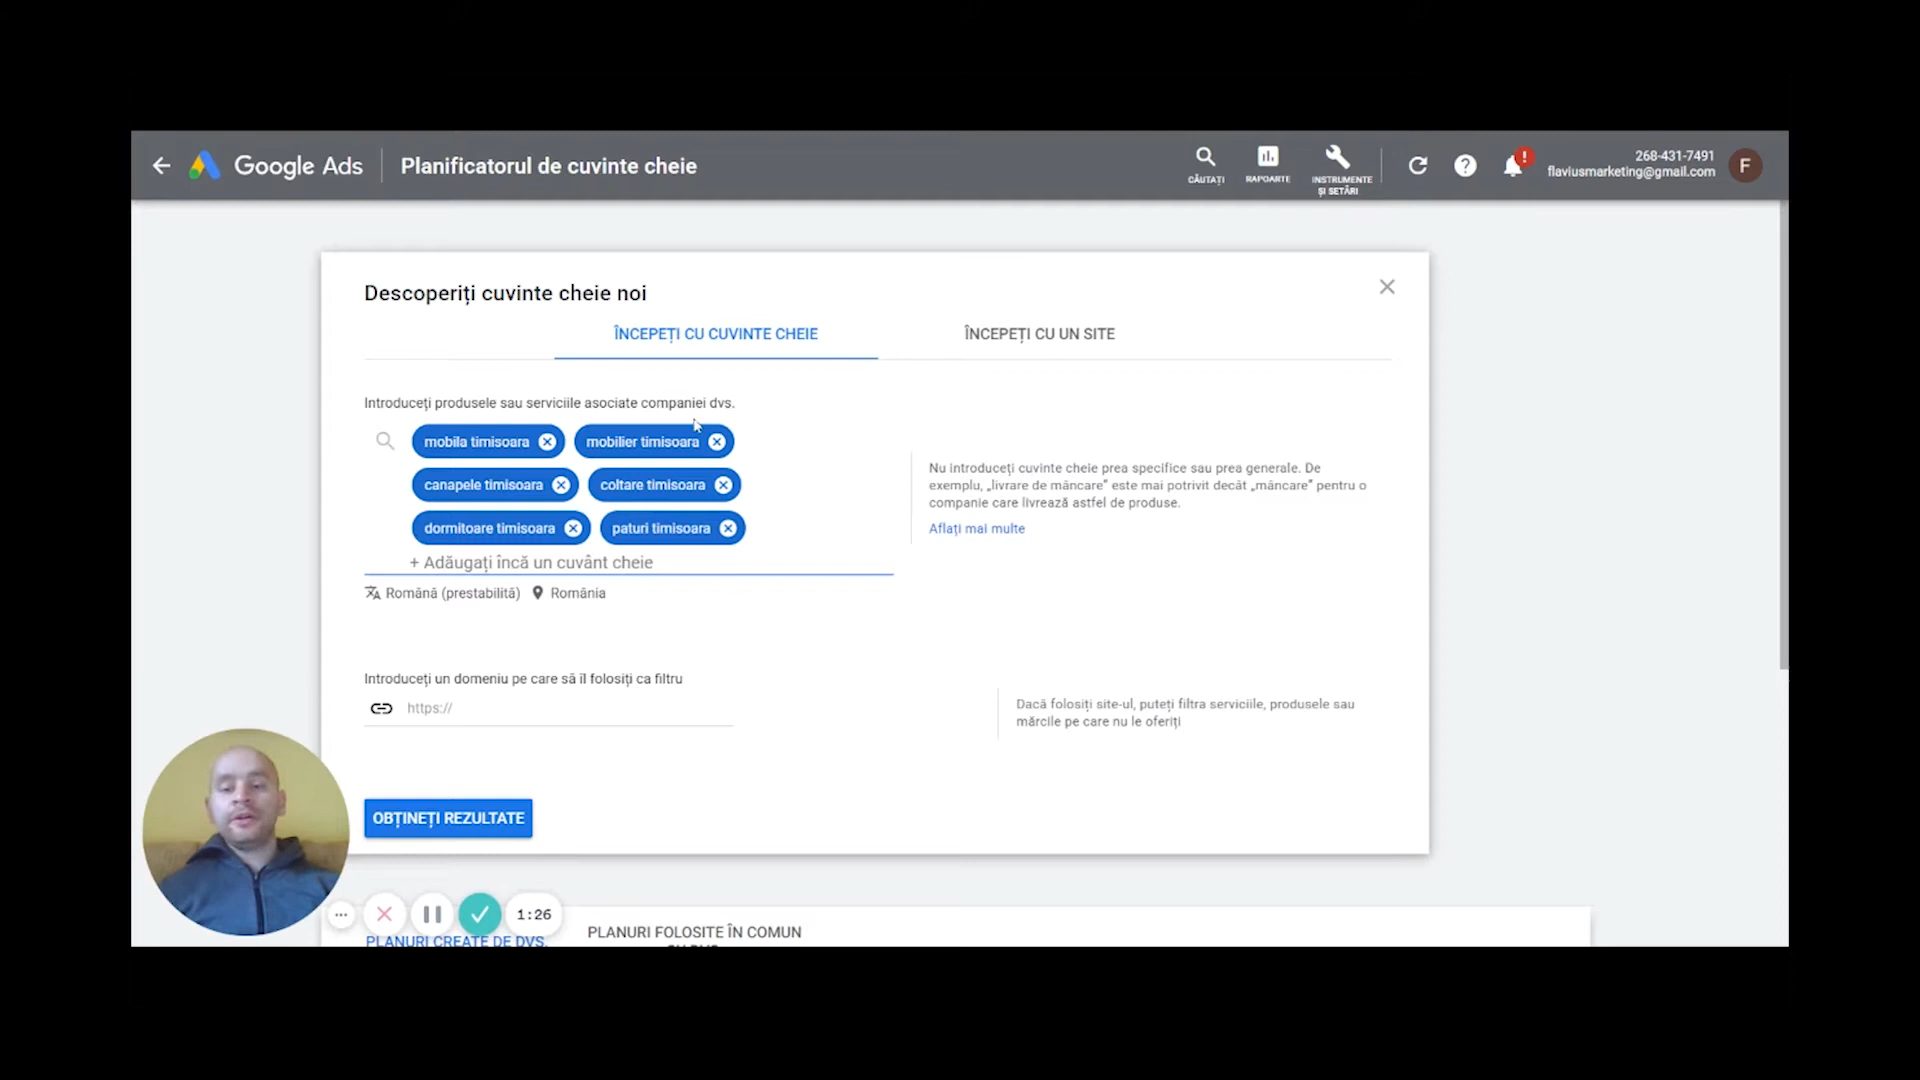 Google Ads
Planificatorul de cuvinte cheie
CĂUTAȚI
RAPOARTE
INSTRUMENTE
ȘI SETĂRI
!
268-431-7491
flaviusmarketing@gmail.com
F
Descoperiți cuvinte cheie noi
ÎNCEPEȚI CU CUVINTE CHEIE
ÎNCEPEȚI CU UN SITE
Introduceți produsele sau serviciile asociate companiei dvs.
mobila timisoara
mobilier timisoara
canapele timisoara
coltare timisoara
dormitoare timisoara
paturi timisoara
+ Adăugați încă un cuvânt cheie
Română (prestabilită)
România
Nu introduceți cuvinte cheie prea specifice sau prea generale. De
exemplu, „livrare de mâncare” este mai potrivit decât „mâncare” pentru o
companie care livrează astfel de produse.
Aflați mai multe
Introduceți un domeniu pe care să îl folosiți ca filtru
https://
Dacă folosiți site-ul, puteți filtra serviciile, produsele sau
mărcile pe care nu le oferiți
OBȚINEȚI REZULTATE
1:26
PLANURI CREATE DE DVS.
PLANURI FOLOSITE ÎN COMUN